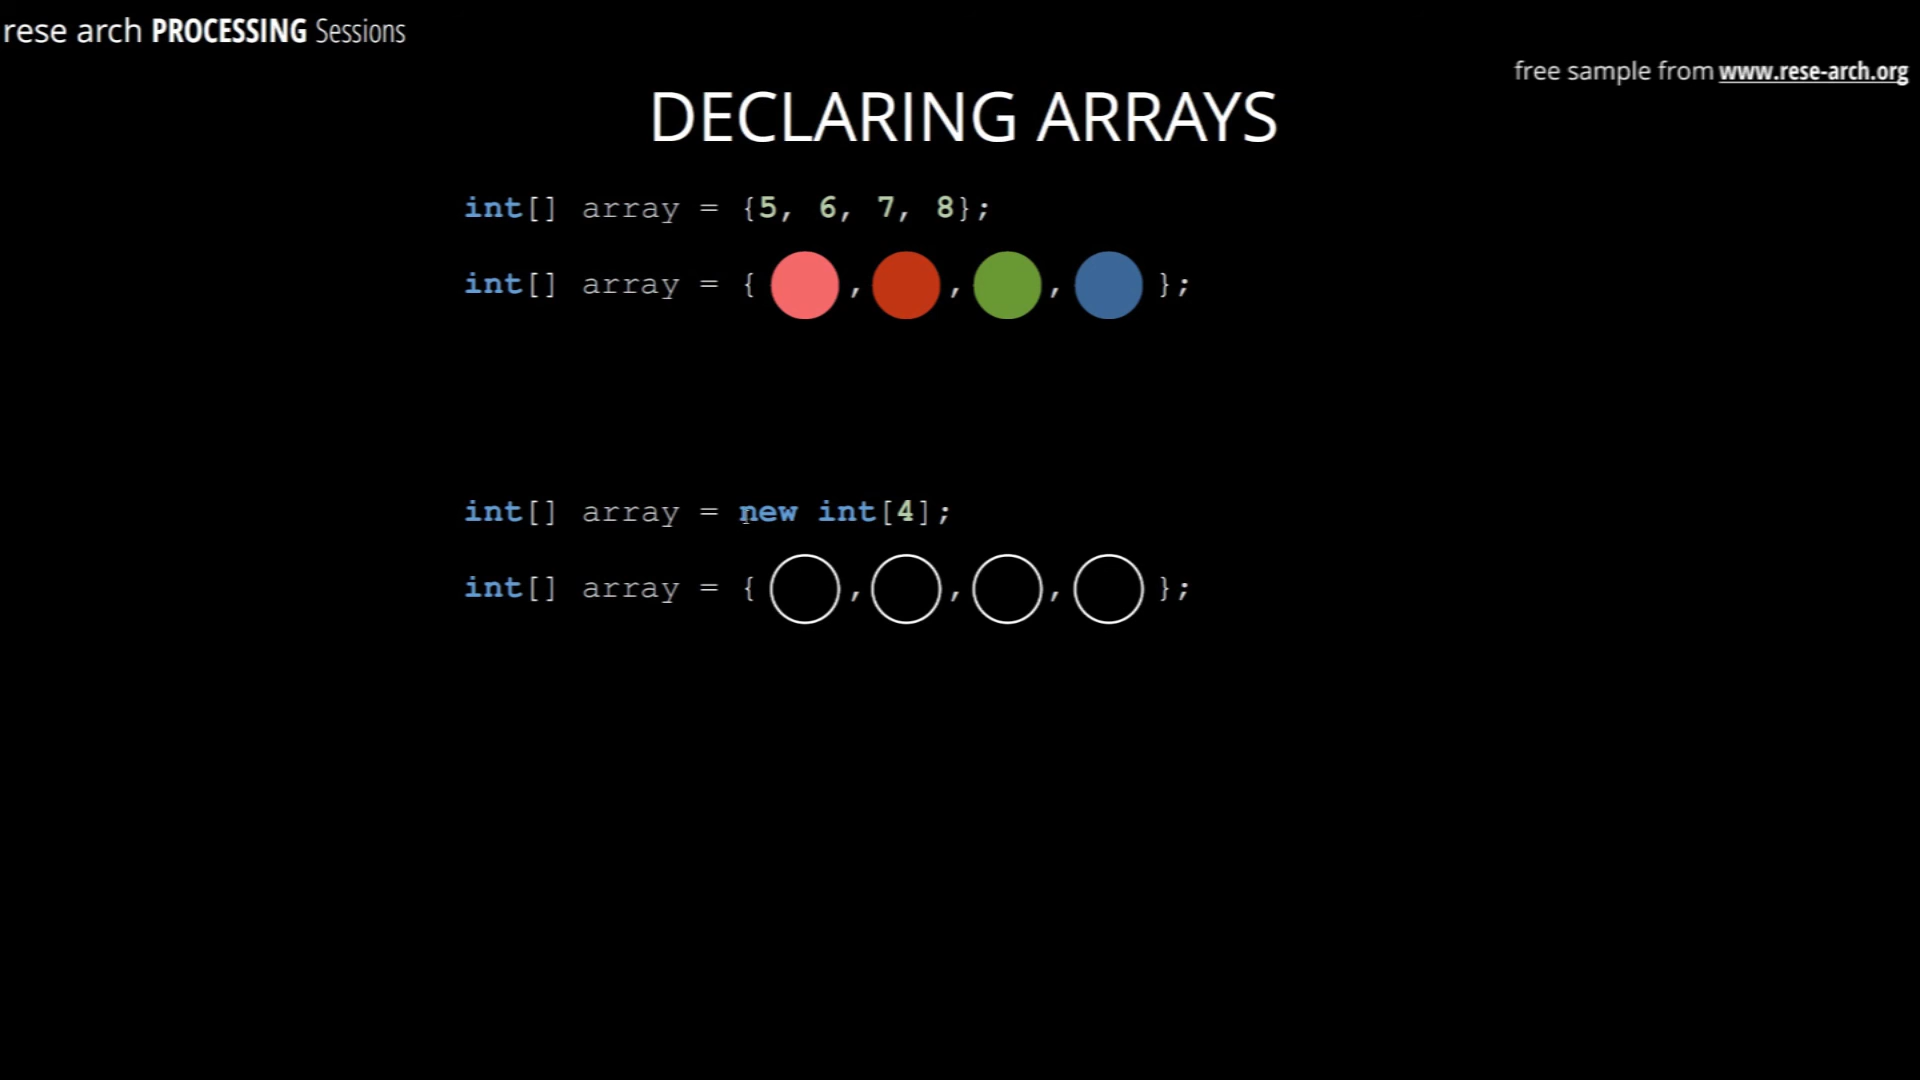 rese arch PROCESSING Sessions
free sample from www.rese-arch.org
DECLARING ARRAYS
int[] array = {5, 6, 7, 8};
int[] array = { , , , };
int[] array = new int[4];
int[] array = { , , , };